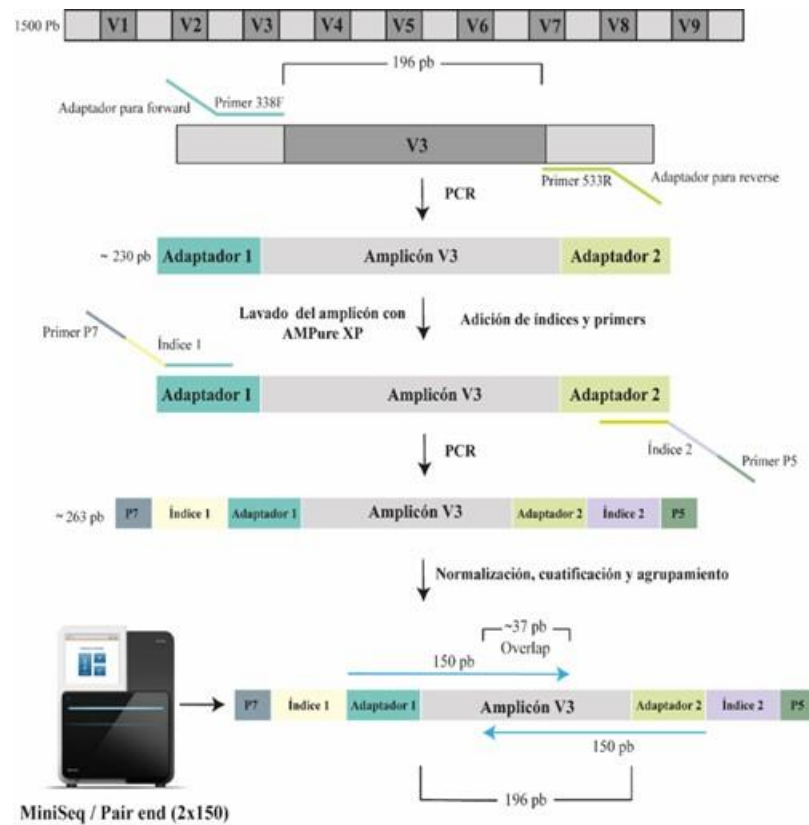 1500 Pb V1 V2 V3 V4 V5 V6 V7 V8 V9
196 pb
Adaptador para forward
Primer 338F
V3
Primer 533R
Adaptador para reverse
PCR
~ 230 pb
Adaptador 1 Amplicón V3 Adaptador 2
Lavado del amplicón con
AMPure XP
Adición de índices y primers
Primer P7
Índice 1
Adaptador 1 Amplicón V3 Adaptador 2
Índice 2
Primer P5
PCR
~ 263 pb
P7 Índice 1 Adaptador 1 Amplicón V3 Adaptador 2 Índice 2 P5
Normalización, cuatificación y agrupamiento
~37 pb
Overlap
150 pb
P7 Índice 1 Adaptador 1 Amplicón V3 Adaptador 2 Índice 2 P5
150 pb
196 pb
MiniSeq / Pair end (2x150)